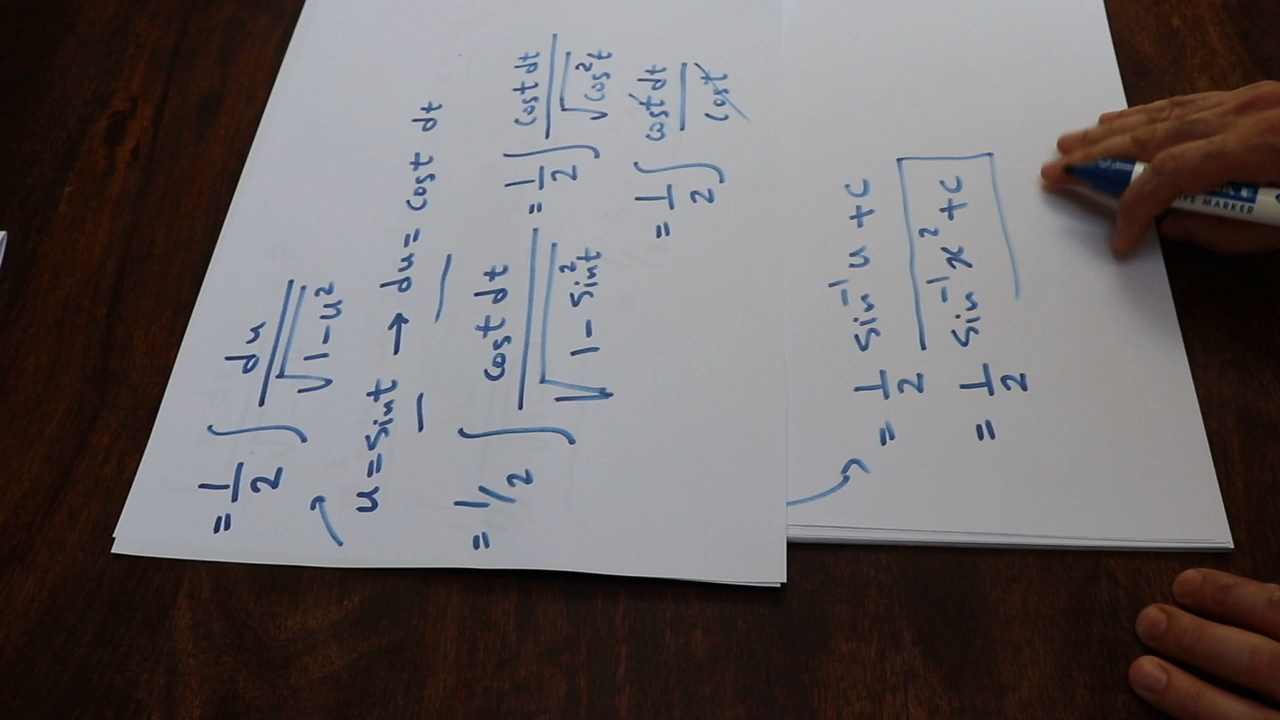 = 1/2 ∫ du/√(1-u²)
u = sint → du = cost dt
= 1/2 ∫ cost dt/√(1-sin²t) = 1/2 ∫ cost dt/√(cos²t)
= 1/2 ∫ cost dt/cost
= 1/2 sin⁻¹ u + c
= 1/2 sin⁻¹ x² + c
MARKER